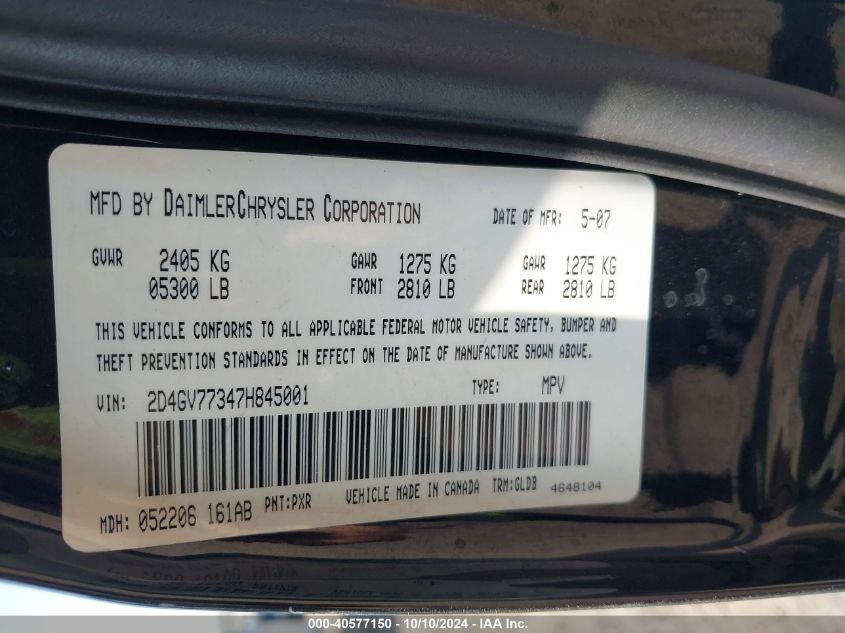 MFD BY DAIMLERCHRYSLER CORPORATION DATE OF MFR: 5-07
GVWR 2405 KG GAWR 1275 KG GAWR 1275 KG
05300 LB FRONT 2810 LB REAR 2810 LB
THIS VEHICLE CONFORMS TO ALL APPLICABLE FEDERAL MOTOR VEHICLE SAFETY, BUMPER AND
THEFT PREVENTION STANDARDS IN EFFECT ON THE DATE OF MANUFACTURE SHOWN ABOVE.
VIN: 2D4GV77347H845001 TYPE: MPV
MDH: 052206 161AB PNT:PXR VEHICLE MADE IN CANADA TRM:GLDB 4648104
000-40577150 - 10/10/2024 - IAA Inc.